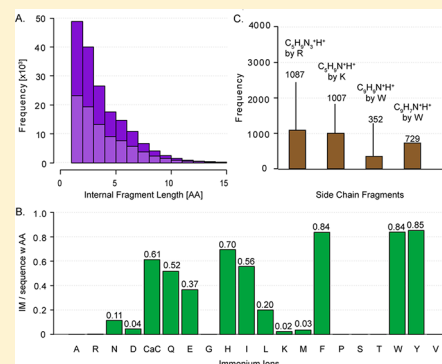 A.
50
40
30
20
10
0
Frequency [x10³]
0
5
10
15
Internal Fragment Length [AA]
C.
4000
3000
2000
1000
0
Frequency
by R
1087
C₅H₉N*H⁺
by K
1007
C₉H₉N*H⁺
by W
352
C₉H₇N*H⁺
by W
729
Side Chain Fragments
B.
1.0
0.8
0.6
0.4
0.2
0
IM / sequence w AA
0.11
0.04
0.61
0.52
0.37
0.70
0.56
0.20
0.02
0.03
0.84
0.84
0.85
A R N D CaC Q E G H I L K M F P S T W Y V
Immonium Ions